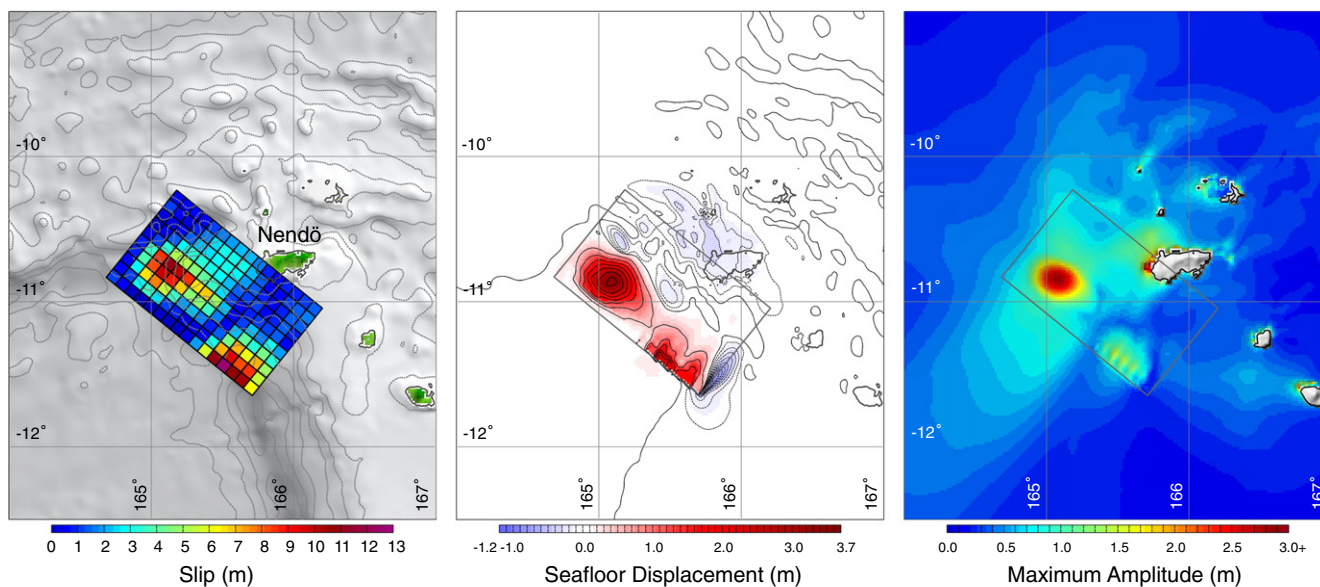 -10°
-11°
-12°
Nendö
165°
166°
167°
0 1 2 3 4 5 6 7 8 9 10 11 12 13
Slip (m)
-10°
-11°
-12°
165°
166°
167°
-1.2 -1.0 0.0 1.0 2.0 3.0 3.7
Seafloor Displacement (m)
-10°
-11°
-12°
165°
166°
167°
0.0 0.5 1.0 1.5 2.0 2.5 3.0+
Maximum Amplitude (m)